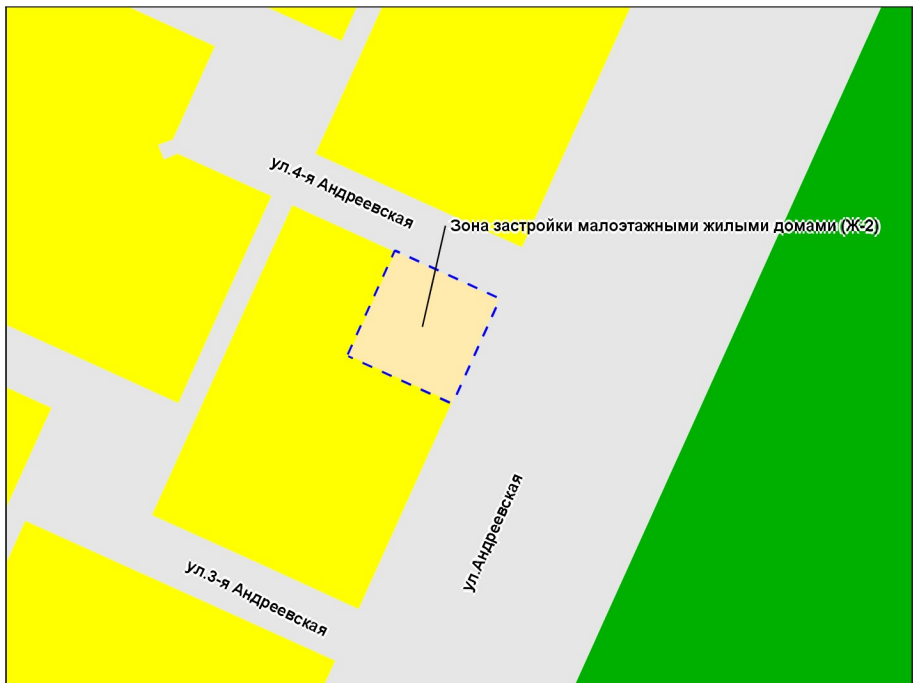 ул.4-я Андреевская
Зона застройки малоэтажными жилыми домами (Ж-2)
ул.Андреевская
ул.3-я Андреевская